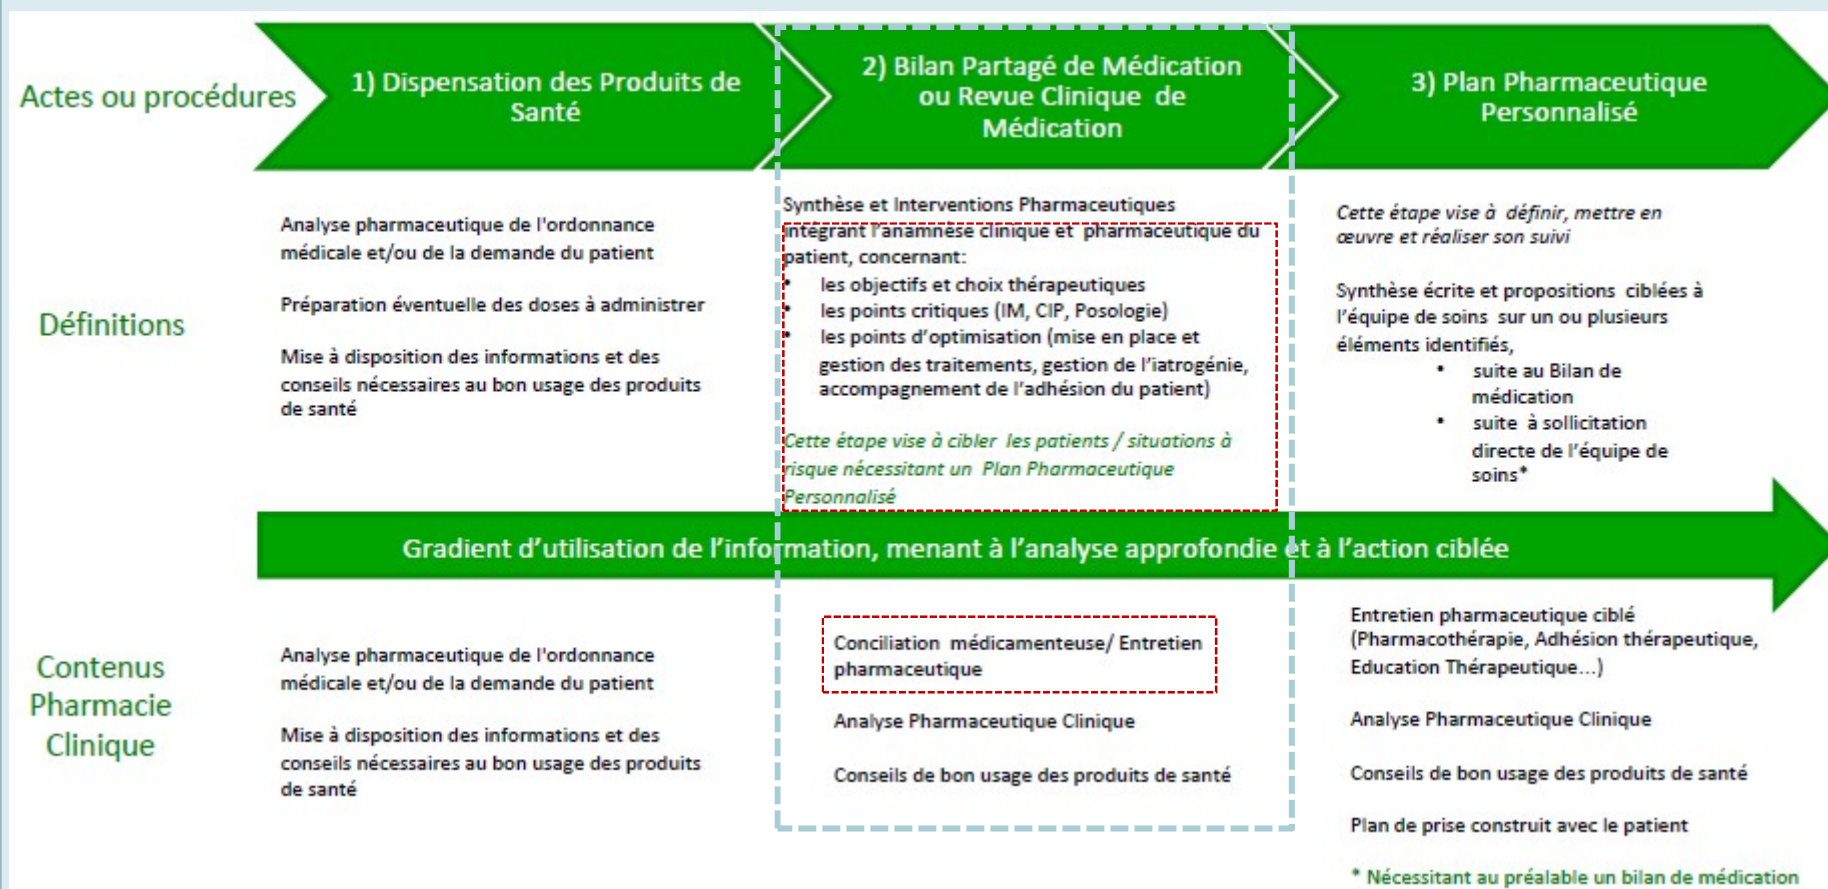 Actes ou procédures
1) Dispensation des Produits de
Santé
2) Bilan Partagé de Médication
ou Revue Clinique de
Médication
3) Plan Pharmaceutique
Personnalisé
Définitions
Analyse pharmaceutique de l'ordonnance
médicale et/ou de la demande du patient
Préparation éventuelle des doses à administrer
Mise à disposition des informations et des
conseils nécessaires au bon usage des produits
de santé
Synthèse et Interventions Pharmaceutiques
intégrant l'anamnèse clinique et pharmaceutique du
patient, concernant:
• les objectifs et choix thérapeutiques
• les points critiques (IM, CIP, Posologie)
• les points d'optimisation (mise en place et
gestion des traitements, gestion de l'iatrogénie,
accompagnement de l'adhésion du patient)
Cette étape vise à cibler les patients / situations à
risque nécessitant un Plan Pharmaceutique
Personnalisé
Cette étape vise à définir, mettre en
œuvre et réaliser son suivi
Synthèse écrite et propositions ciblées à
l'équipe de soins sur un ou plusieurs
éléments identifiés,
• suite au Bilan de
médication
• suite à sollicitation
directe de l'équipe de
soins*
Gradient d'utilisation de l'information, menant à l'analyse approfondie et à l'action ciblée
Contenus
Pharmacie
Clinique
Analyse pharmaceutique de l'ordonnance
médicale et/ou de la demande du patient
Mise à disposition des informations et des
conseils nécessaires au bon usage des produits
de santé
Conciliation médicamenteuse/ Entretien
pharmaceutique
Analyse Pharmaceutique Clinique
Conseils de bon usage des produits de santé
Entretien pharmaceutique ciblé
(Pharmacothérapie, Adhésion thérapeutique,
Education Thérapeutique...)
Analyse Pharmaceutique Clinique
Conseils de bon usage des produits de santé
Plan de prise construit avec le patient
* Nécessitant au préalable un bilan de médication